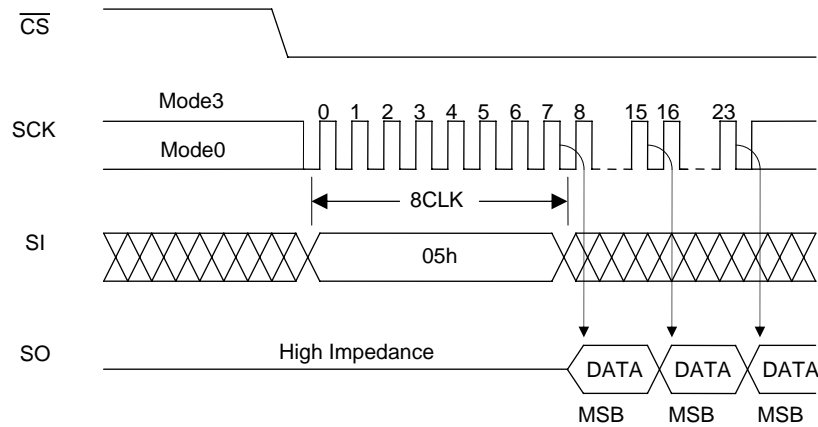 CS
Mode3
0 1 2 3 4 5 6 7 8 15 16 23
SCK
Mode0
8CLK
SI
05h
SO
High Impedance
DATA DATA DATA
MSB MSB MSB